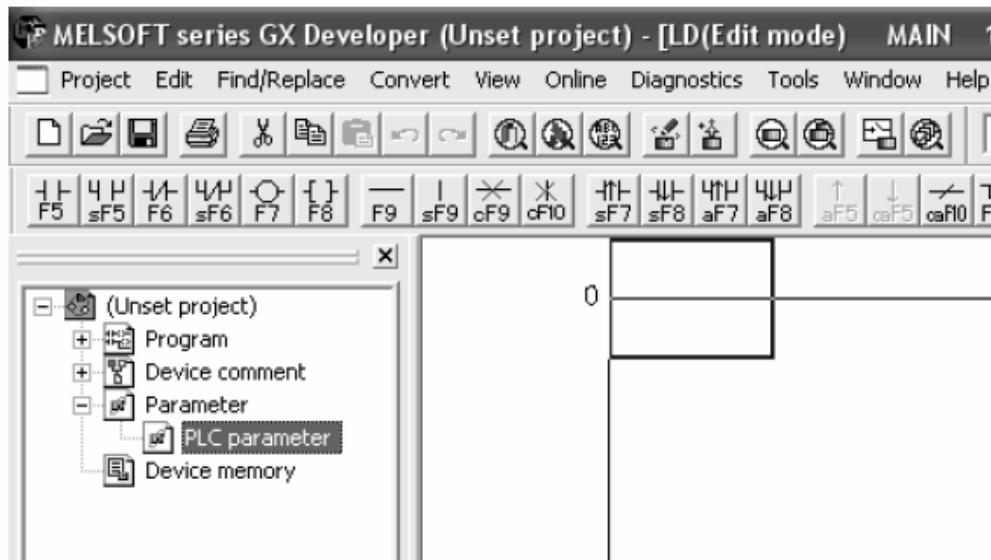 MELSOFT series GX Developer (Unset project) - [LD(Edit mode) MAIN 1
Project Edit Find/Replace Convert View Online Diagnostics Tools Window Help
F5 sF5 F6 sF6 F7 F8 F9 sF9 cF9 cF10 sF7 sF8 aF7 aF8 aF5 caF5 caF10 F
(Unset project)
0
Program
Device comment
Parameter
PLC parameter
Device memory